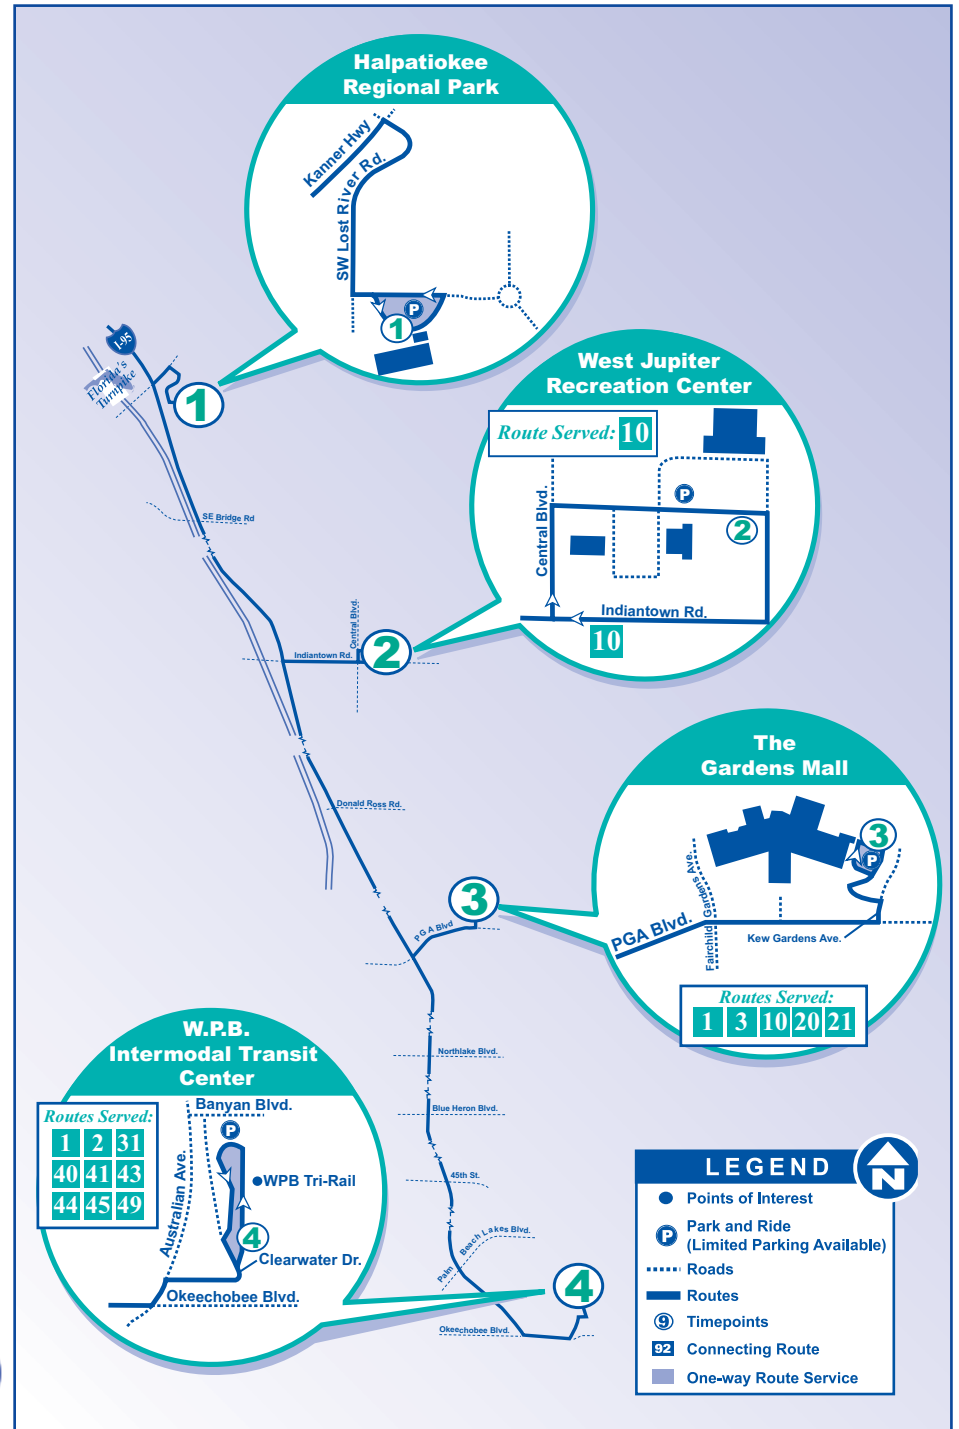 Halpatiokee
Regional Park
Kanner Hwy
SW Lost River Rd.
P
1
I-95
Florida's
Turnpike
1
West Jupiter
Recreation Center
Route Served: 10
P
2
Central Blvd.
Indiantown Rd.
10
SE Bridge Rd
Central Blvd.
Indiantown Rd.
2
The
Gardens Mall
3
P
Fairchild Gardens Ave.
PGA Blvd.
Kew Gardens Ave.
Routes Served:
1 3 10 20 21
Donald Ross Rd.
3
P G A Blvd
W.P.B.
Intermodal Transit
Center
Banyan Blvd.
Routes Served:
1 2 31
40 41 43
44 45 49
P
WPB Tri-Rail
Australian Ave.
4
Clearwater Dr.
Okeechobee Blvd.
Northlake Blvd.
Blue Heron Blvd.
45th St.
Palm Beach Lakes Blvd.
4
Okeechobee Blvd.
LEGEND
N
Points of Interest
P Park and Ride
(Limited Parking Available)
Roads
Routes
9 Timepoints
92 Connecting Route
One-way Route Service